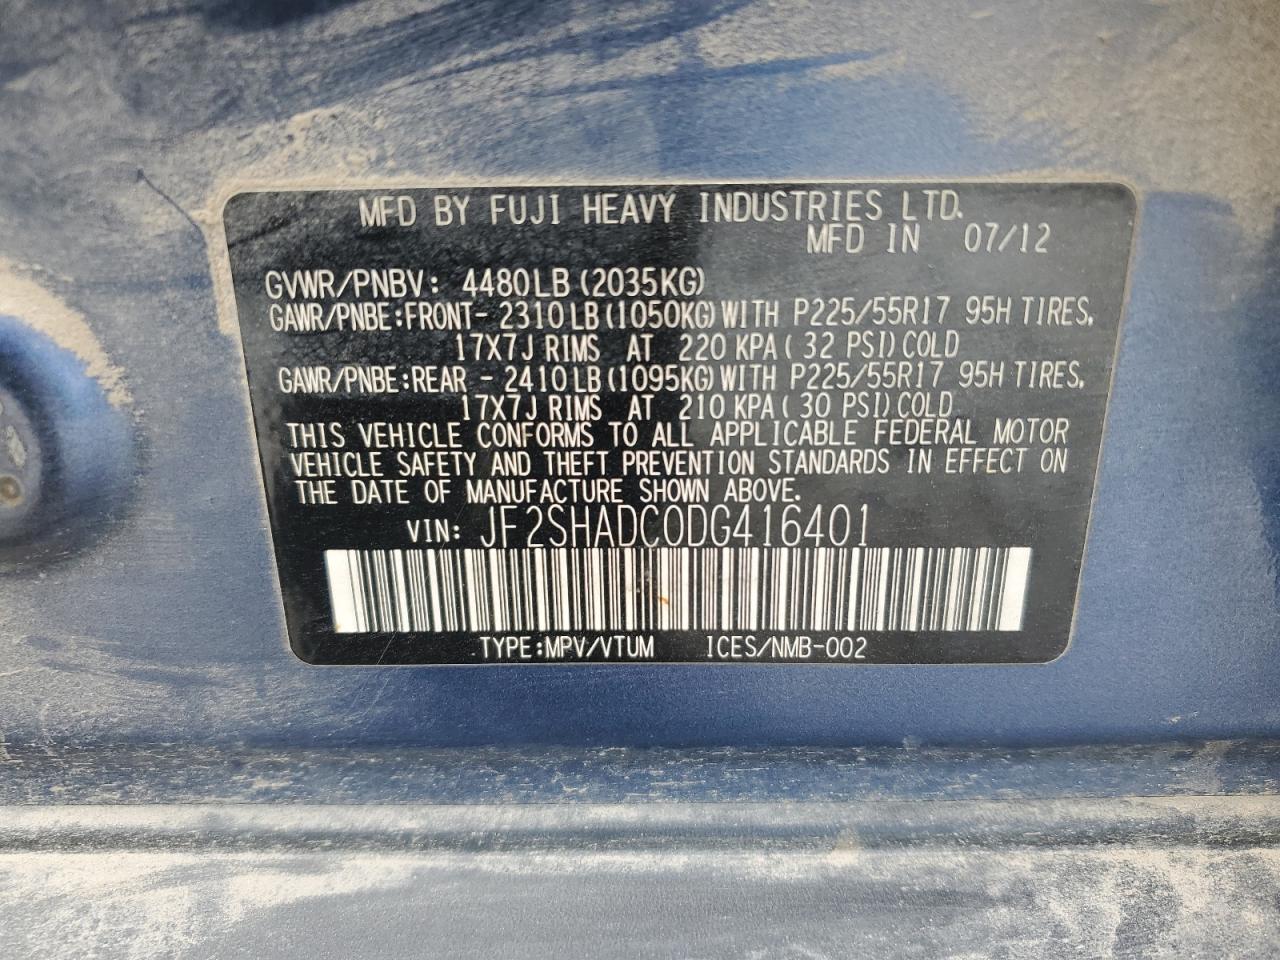 MFD BY FUJI HEAVY INDUSTRIES LTD.
MFD IN 07/12
GVWR/PNBV: 4480LB (2035KG)
GAWR/PNBE:FRONT- 2310 LB (1050KG) WITH P225/55R17 95H TIRES,
17X7J RIMS AT 220 KPA ( 32 PSI) COLD
GAWR/PNBE:REAR - 2410 LB (1095KG) WITH P225/55R17 95H TIRES,
17X7J RIMS AT 210 KPA ( 30 PSI) COLD
THIS VEHICLE CONFORMS TO ALL APPLICABLE FEDERAL MOTOR
VEHICLE SAFETY AND THEFT PREVENTION STANDARDS IN EFFECT ON
THE DATE OF MANUFACTURE SHOWN ABOVE.
VIN: JF2SHADC0DG416401
TYPE:MPV/VTUM ICES/NMB-002